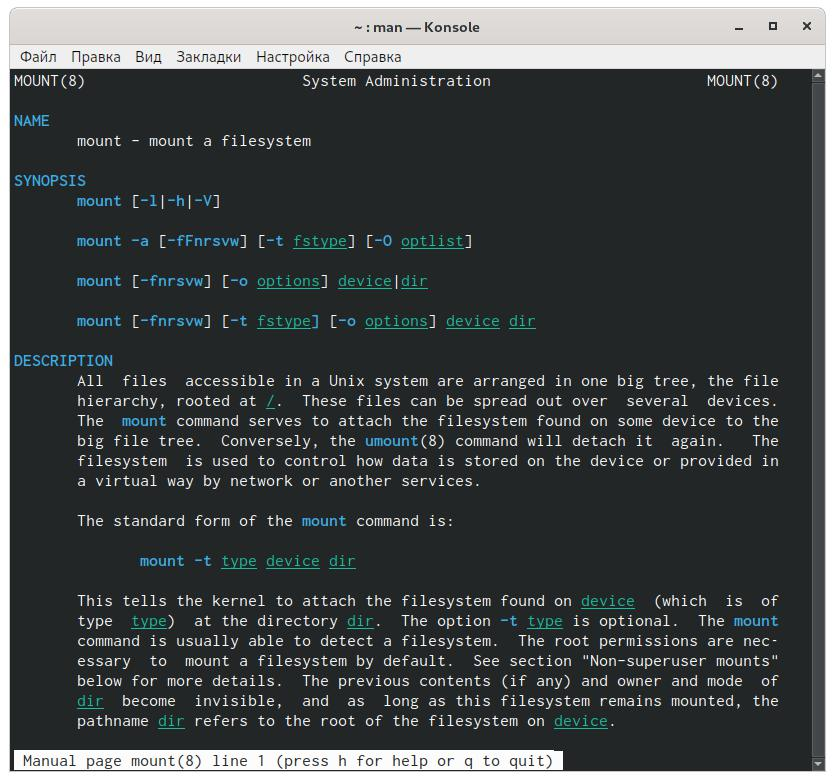 ~ : man — Konsole
Файл Правка Вид Закладки Настройка Справка
MOUNT(8) System Administration MOUNT(8)
NAME
mount - mount a filesystem
SYNOPSIS
mount [-l|-h|-V]
mount -a [-fFnrsvw] [-t fstype] [-O optlist]
mount [-fnrsvw] [-o options] device|dir
mount [-fnrsvw] [-t fstype] [-o options] device dir
DESCRIPTION
All files accessible in a Unix system are arranged in one big tree, the file
hierarchy, rooted at /. These files can be spread out over several devices.
The mount command serves to attach the filesystem found on some device to the
big file tree. Conversely, the umount(8) command will detach it again. The
filesystem is used to control how data is stored on the device or provided in
a virtual way by network or another services.
The standard form of the mount command is:
mount -t type device dir
This tells the kernel to attach the filesystem found on device (which is of
type type) at the directory dir. The option -t type is optional. The mount
command is usually able to detect a filesystem. The root permissions are nec-
essary to mount a filesystem by default. See section "Non-superuser mounts"
below for more details. The previous contents (if any) and owner and mode of
dir become invisible, and as long as this filesystem remains mounted, the
pathname dir refers to the root of the filesystem on device.
Manual page mount(8) line 1 (press h for help or q to quit)